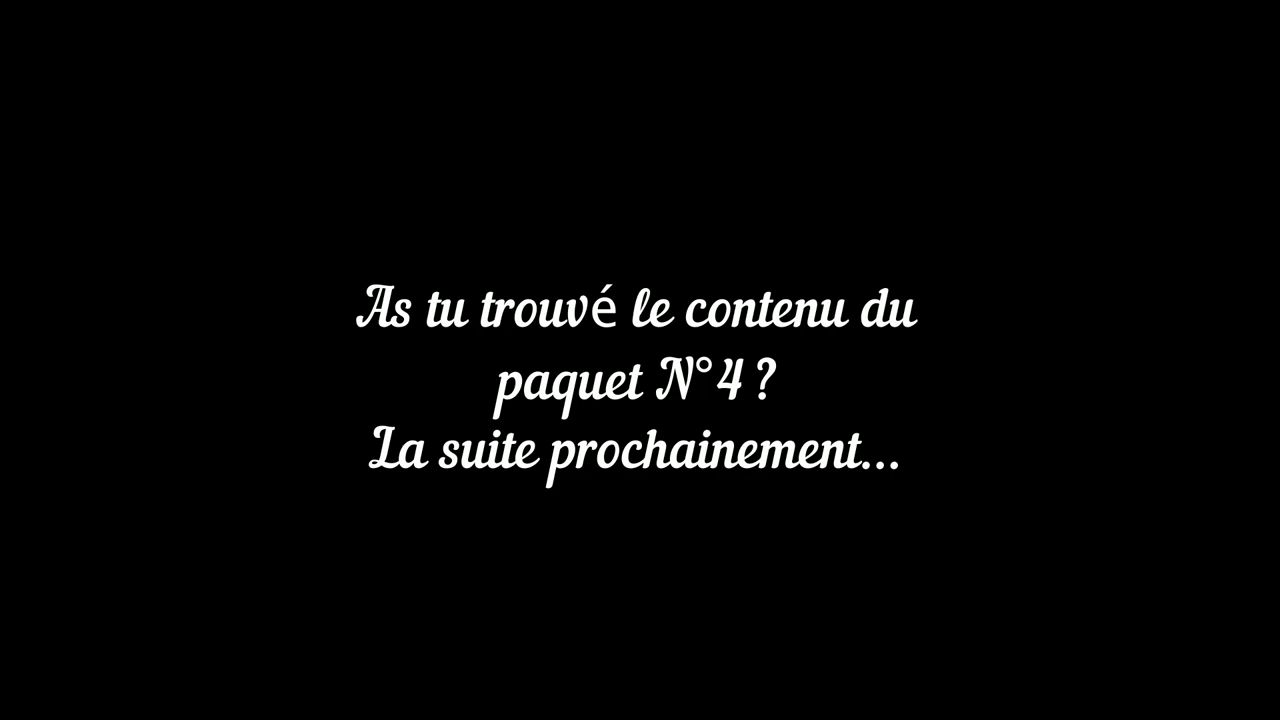 As tu trouvé le contenu du
paquet N°4 ?
La suite prochainement...